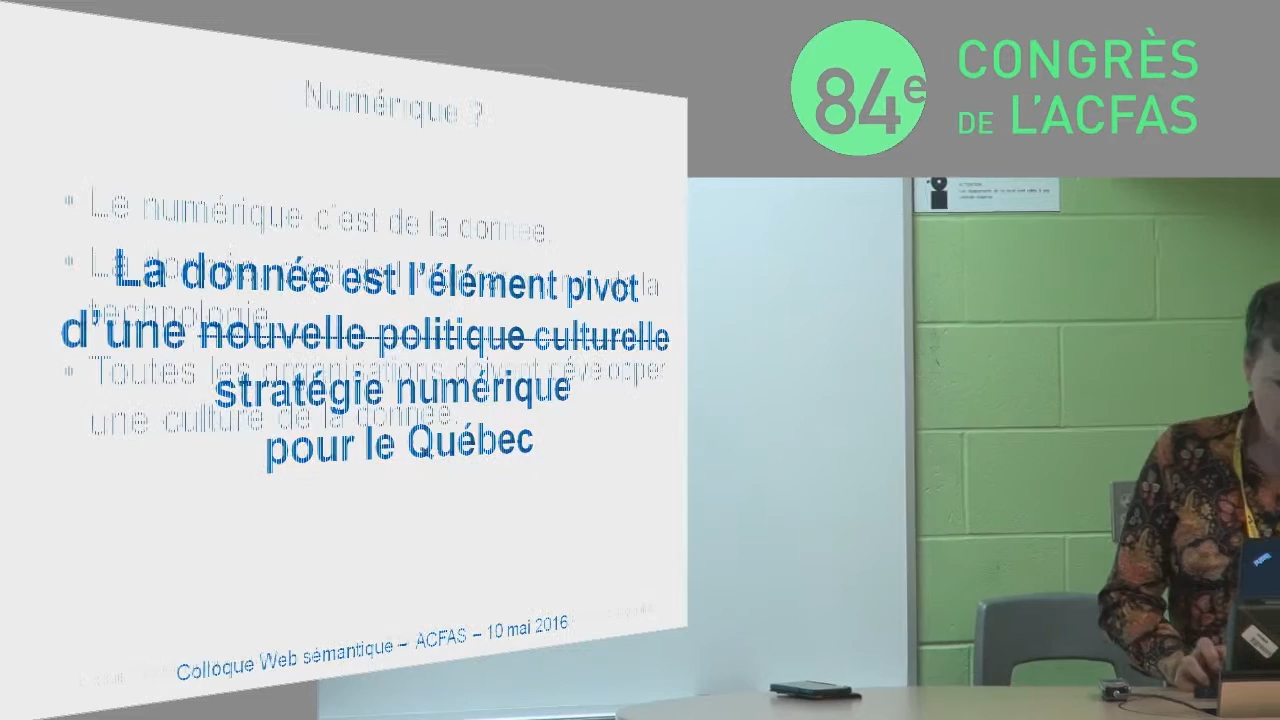 Numérique ?
• Le numérique c'est de la donnée.
La donnée est l'élément pivot
d'une nouvelle politique culturelle
stratégie numérique
pour le Québec
technologie.
• Toutes les organisations doivent développer
une culture de la donnée.
Colloque Web sémantique – ACFAS – 10 mai 2016
84e
CONGRÈS
DE L'ACFAS
ATTENTION